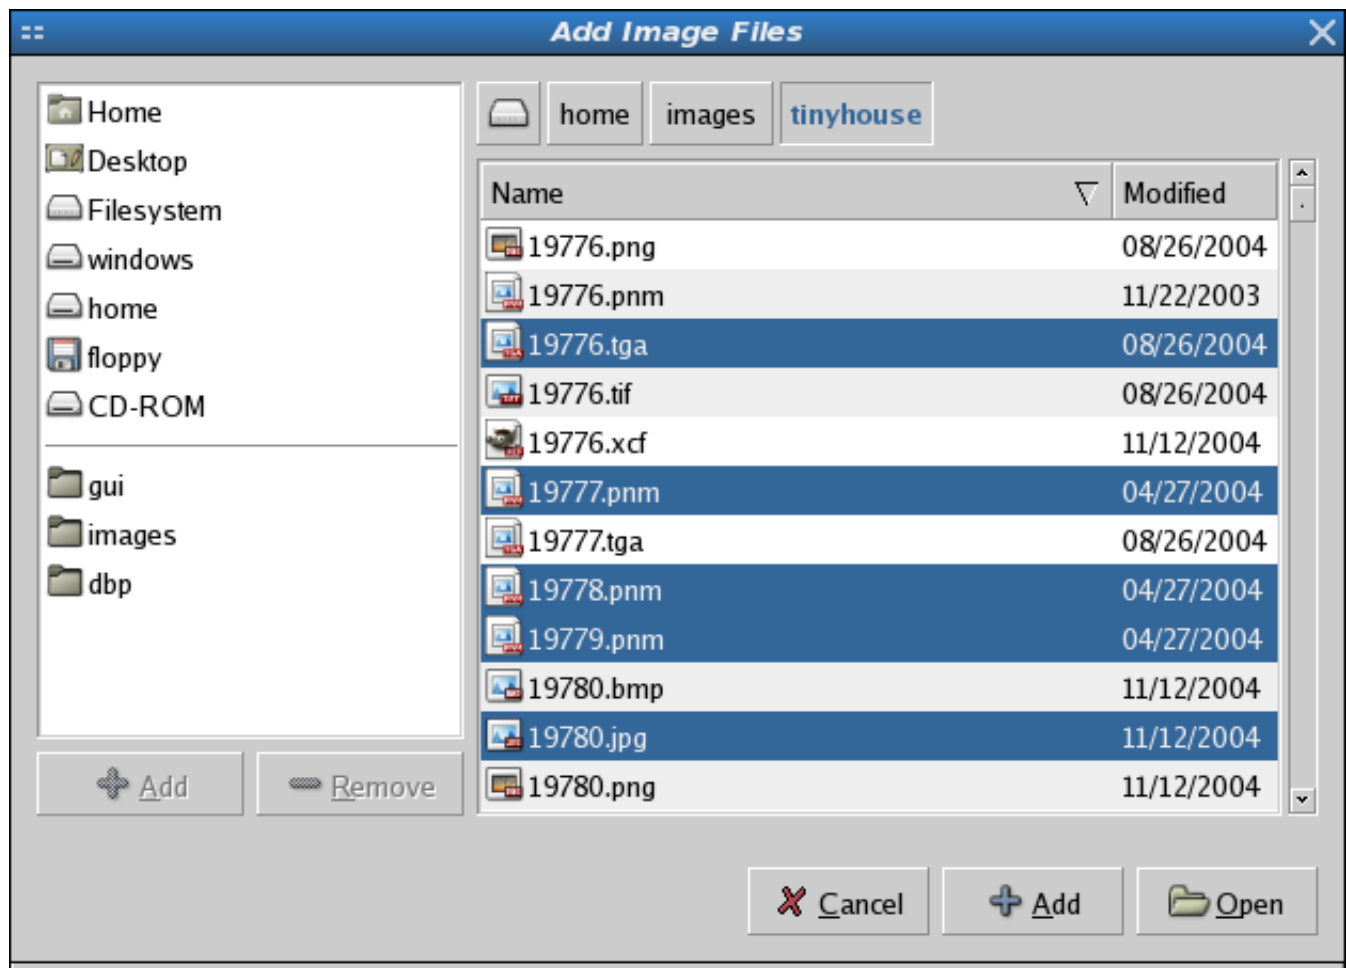 Add Image Files
Home
Desktop
Filesystem
windows
home
floppy
CD-ROM
gui
images
dbp
Add
Remove
home images tinyhouse
Name Modified
19776.png 08/26/2004
19776.pnm 11/22/2003
19776.tga 08/26/2004
19776.tif 08/26/2004
19776.xcf 11/12/2004
19777.pnm 04/27/2004
19777.tga 08/26/2004
19778.pnm 04/27/2004
19779.pnm 04/27/2004
19780.bmp 11/12/2004
19780.jpg 11/12/2004
19780.png 11/12/2004
Cancel Add Open